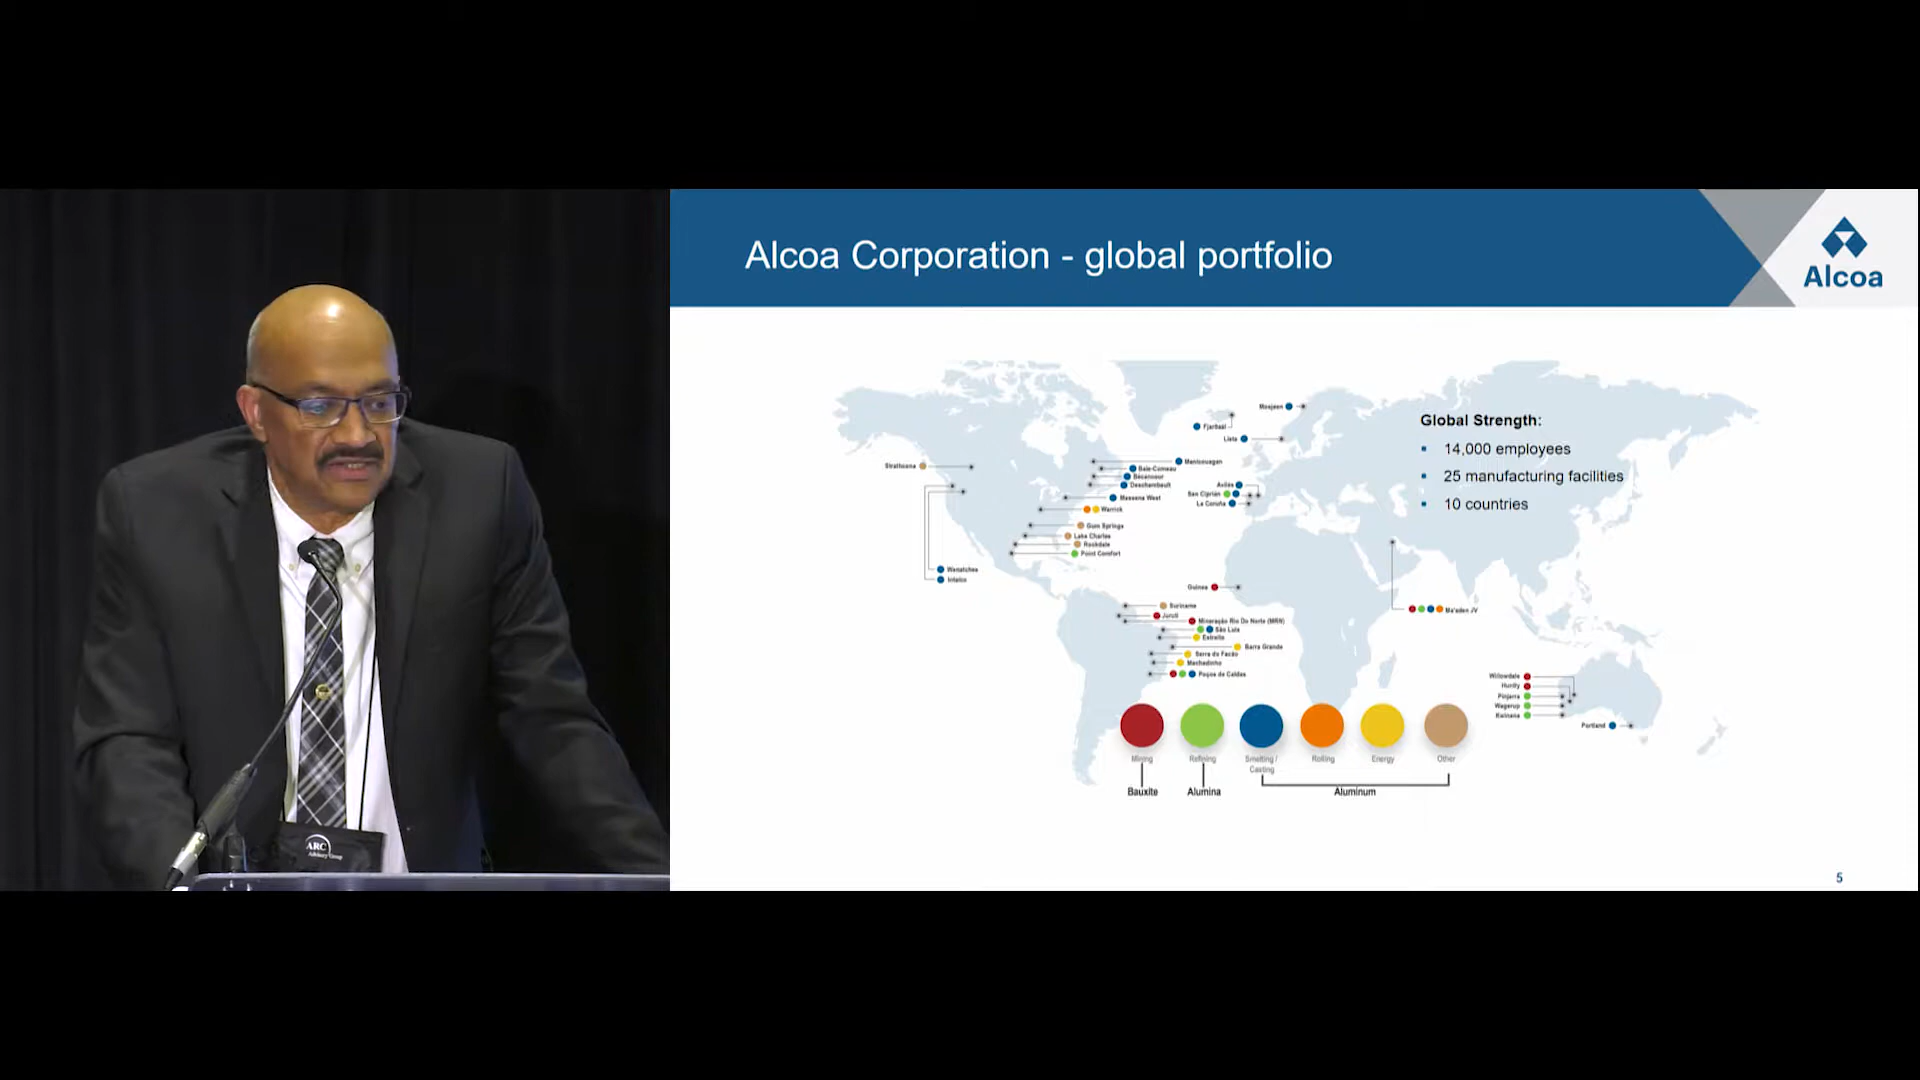 Alcoa Corporation - global portfolio
Alcoa
Mosjøen
Fjarðaál
Lista
Global Strength:
14,000 employees
25 manufacturing facilities
10 countries
Strathcona
Manicouagan
Baie-Comeau
Bécancour
Deschambault
Massena West
Warrick
Gum Springs
Lake Charles
Rockdale
Point Comfort
Avilés
San Ciprián
La Coruña
Wenatchee
Intalco
Guinea
Suriname
Juruti
Mineração Rio Do Norte (MRN)
São Luis
Estreito
Barra Grande
Serra do Facão
Machadinho
Poços de Caldas
Ma'aden JV
Willowdale
Huntly
Pinjarra
Wagerup
Kwinana
Portland
Mining
Refining
Smelting /
Casting
Rolling
Energy
Other
Bauxite
Alumina
Aluminum
ARC
Advisory Group
5